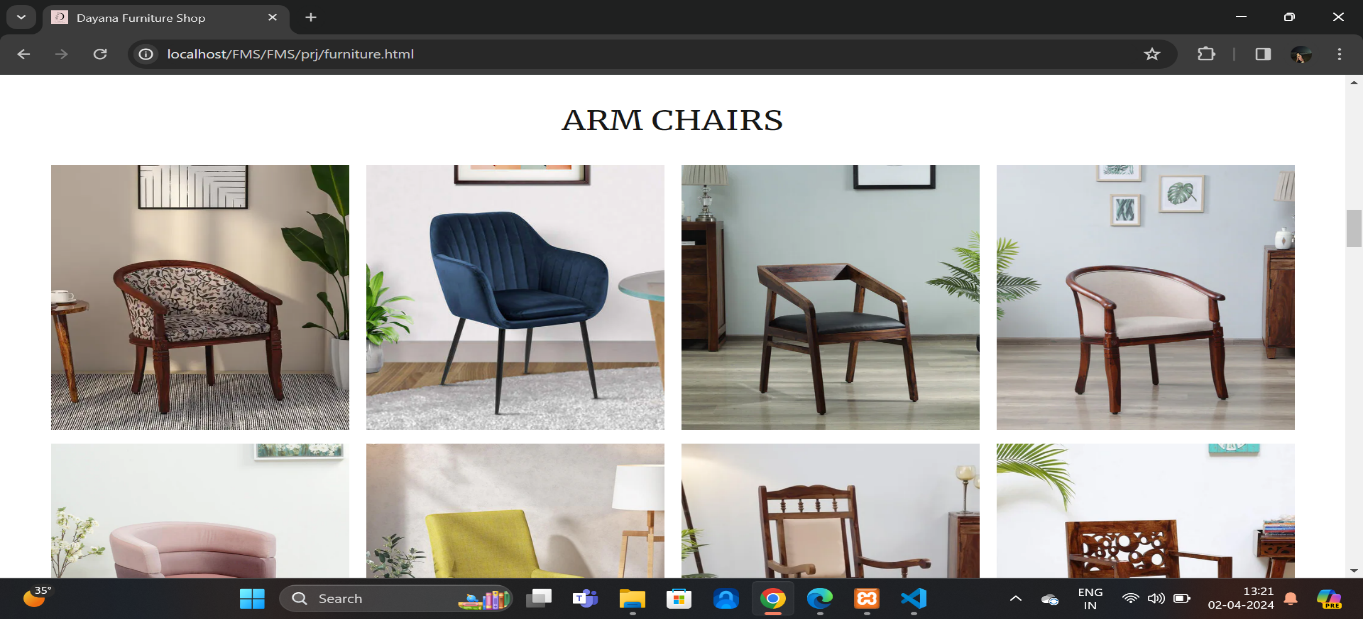 Dayana Furniture Shop
localhost/FMS/FMS/prj/furniture.html
ARM CHAIRS
35°
Search
ENG
IN
13:21
02-04-2024
PRE